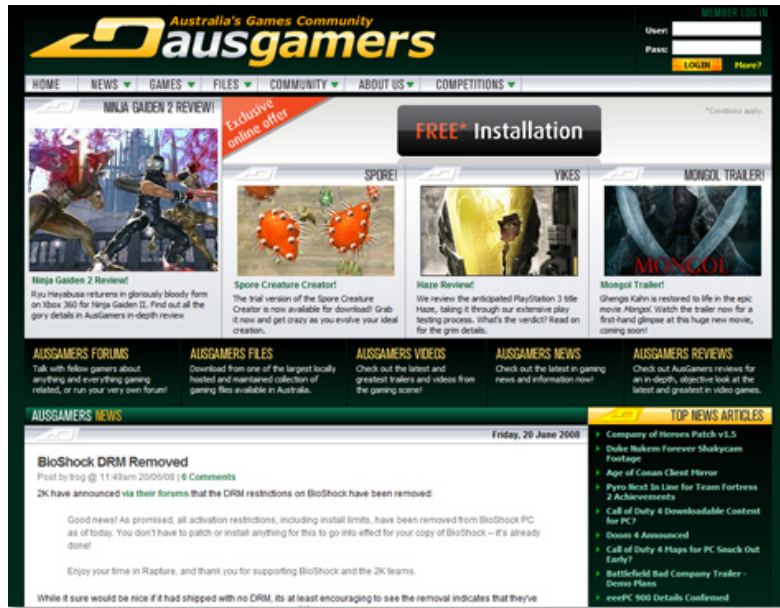 MEMBER LOG IN
Australia's Games Community
ausgamers
User:
Pass:
LOGIN More?
HOME NEWS GAMES FILES COMMUNITY ABOUT US COMPETITIONS
NINJA GAIDEN 2 REVIEW!
Exclusive
online offer
FREE* Installation
*Conditions apply.
SPORE!
YIKES
MONGOL TRAILER!
MONGOL
Ninja Gaiden 2 Review!
Ryu Hayabusa returens in gloriously bloody form
on Xbox 360 for Ninja Gaiden II. Find out all the
gory details in AusGamers in-depth review
Spore Creature Creator!
The trial version of the Spore Creature
Creator is now available for download! Grab
it now and get crazy as you evolve your ideal
creation.
Haze Review!
We review the anticipated PlayStation 3 title
Haze, taking it through our extensive play
testing process. What's the verdict? Read on
for the grim details.
Mongol Trailer!
Ghengis Kahn is restored to life in the epic
movie Mongol. Watch the trailer now for a
first-hand glimpse at this huge new movie,
coming soon!
AUSGAMERS FORUMS
Talk with fellow gamers about
anything and everything gaming
related, or run your very own forum!
AUSGAMERS FILES
Download from one of the largest locally
hosted and maintained collection of
gaming files available in Australia.
AUSGAMERS VIDEOS
Check out the latest and
greatest trailers and videos from
the gaming scene!
AUSGAMERS NEWS
Check out the latest in gaming
news and information now!
AUSGAMERS REVIEWS
Check out AusGamers reviews for
an in-depth, objective look at the
latest and greatest in video games.
AUSGAMERS NEWS
Friday, 20 June 2008
BioShock DRM Removed
Post by trog @ 11:49am 20/06/08 | 6 Comments
2K have announced via their forums that the DRM restrictions on BioShock have been removed:
Good news! As promised, all activation restrictions, including install limits, have been removed from BioShock PC
as of today. You don't have to patch or install anything for this to go into effect for your copy of BioShock – it's already
done!
Enjoy your time in Rapture, and thank you for supporting BioShock and the 2K teams.
While it sure would be nice if it had shipped with no DRM, its at least encouraging to see the removal indicates that they've
TOP NEWS ARTICLES
Company of Heroes Patch v1.5
Duke Nukem Forever Shakycam
Footage
Age of Conan Client Mirror
Pyro Next In Line for Team Fortress
2 Achievements
Call of Duty 4 Downloadable Content
for PC?
Doom 4 Announced
Call of Duty 4 Maps for PC Snuck Out
Early?
Battlefield Bad Company Trailer -
Demo Plans
eeePC 900 Details Confirmed